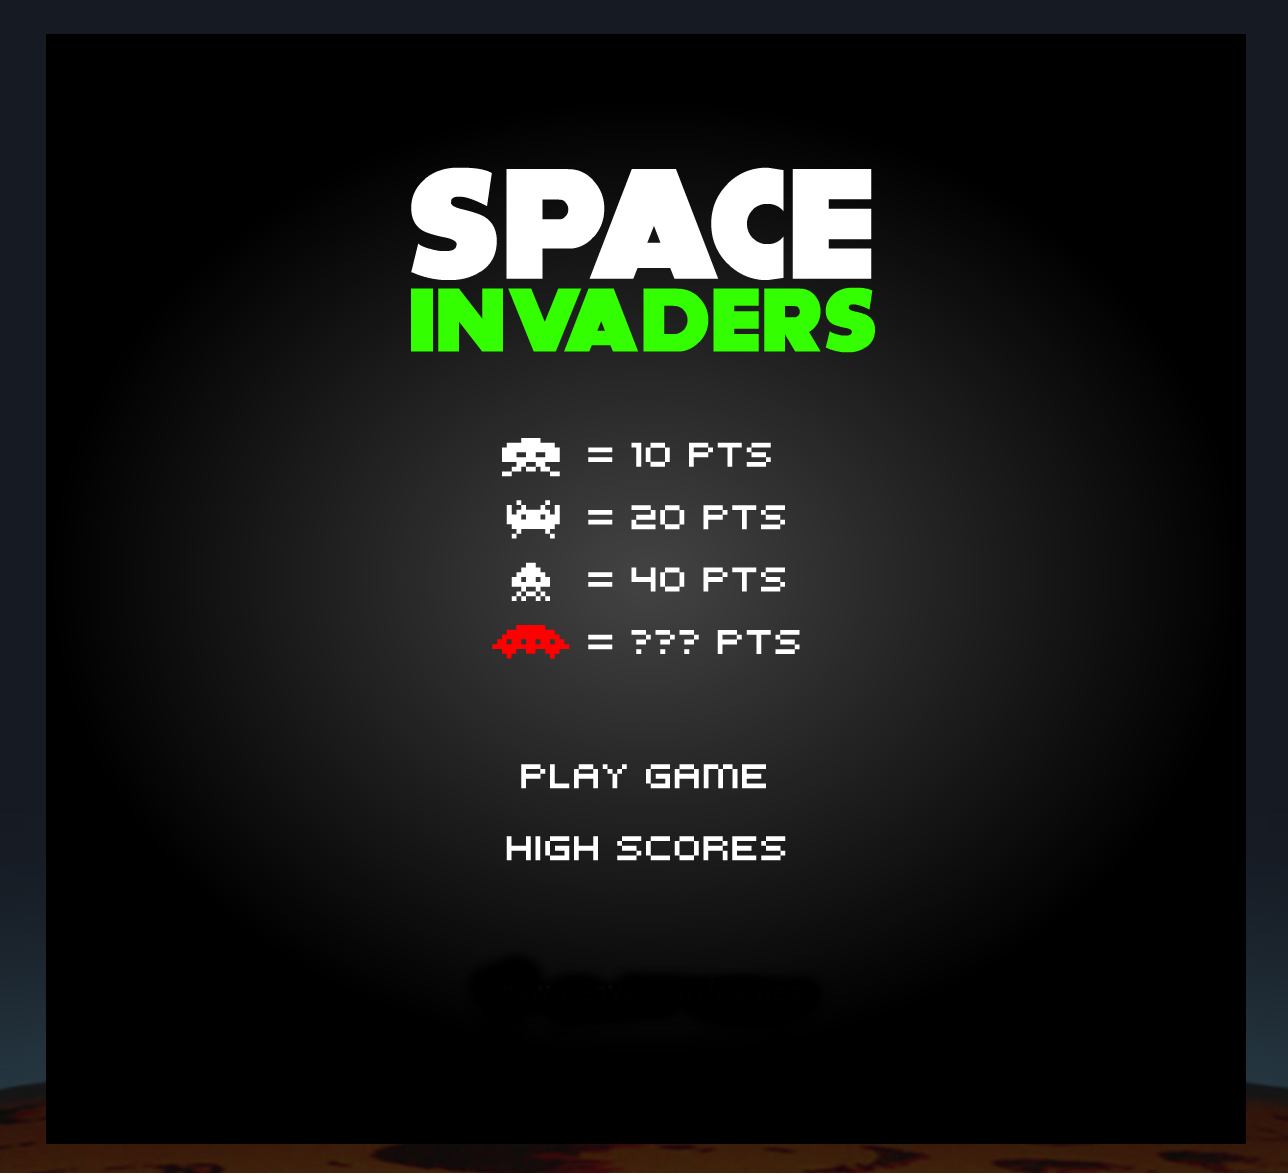 SPACE
INVADERS
= 10 PTS
= 20 PTS
= 40 PTS
= ??? PTS
PLAY GAME
HIGH SCORES